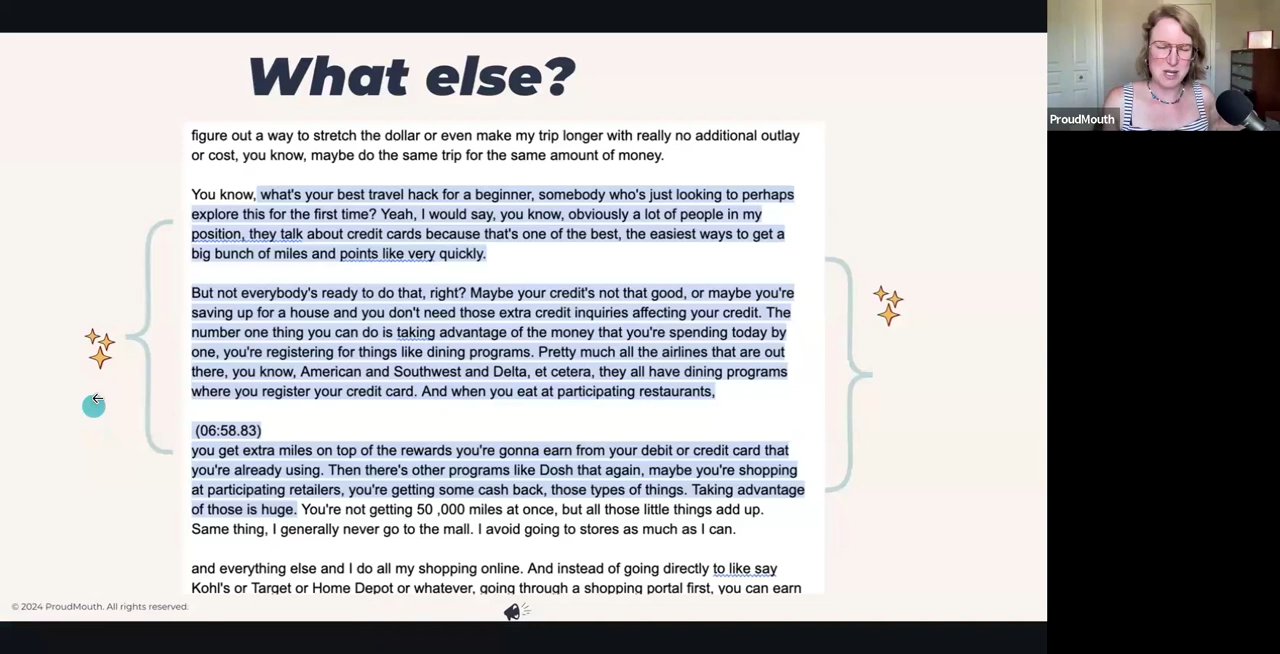 What else?
figure out a way to stretch the dollar or even make my trip longer with really no additional outlay
or cost, you know, maybe do the same trip for the same amount of money.
You know, what's your best travel hack for a beginner, somebody who's just looking to perhaps
explore this for the first time? Yeah, I would say, you know, obviously a lot of people in my
position, they talk about credit cards because that's one of the best, the easiest ways to get a
big bunch of miles and points like very quickly.
But not everybody's ready to do that, right? Maybe your credit's not that good, or maybe you're
saving up for a house and you don't need those extra credit inquiries affecting your credit. The
number one thing you can do is taking advantage of the money that you're spending today by
one, you're registering for things like dining programs. Pretty much all the airlines that are out
there, you know, American and Southwest and Delta, et cetera, they all have dining programs
where you register your credit card. And when you eat at participating restaurants,
(06:58.83)
you get extra miles on top of the rewards you're gonna earn from your debit or credit card that
you're already using. Then there's other programs like Dosh that again, maybe you're shopping
at participating retailers, you're getting some cash back, those types of things. Taking advantage
of those is huge. You're not getting 50 ,000 miles at once, but all those little things add up.
Same thing, I generally never go to the mall. I avoid going to stores as much as I can.
and everything else and I do all my shopping online. And instead of going directly to like say
Kohl's or Target or Home Depot or whatever, going through a shopping portal first, you can earn
© 2024 ProudMouth. All rights reserved.
ProudMouth